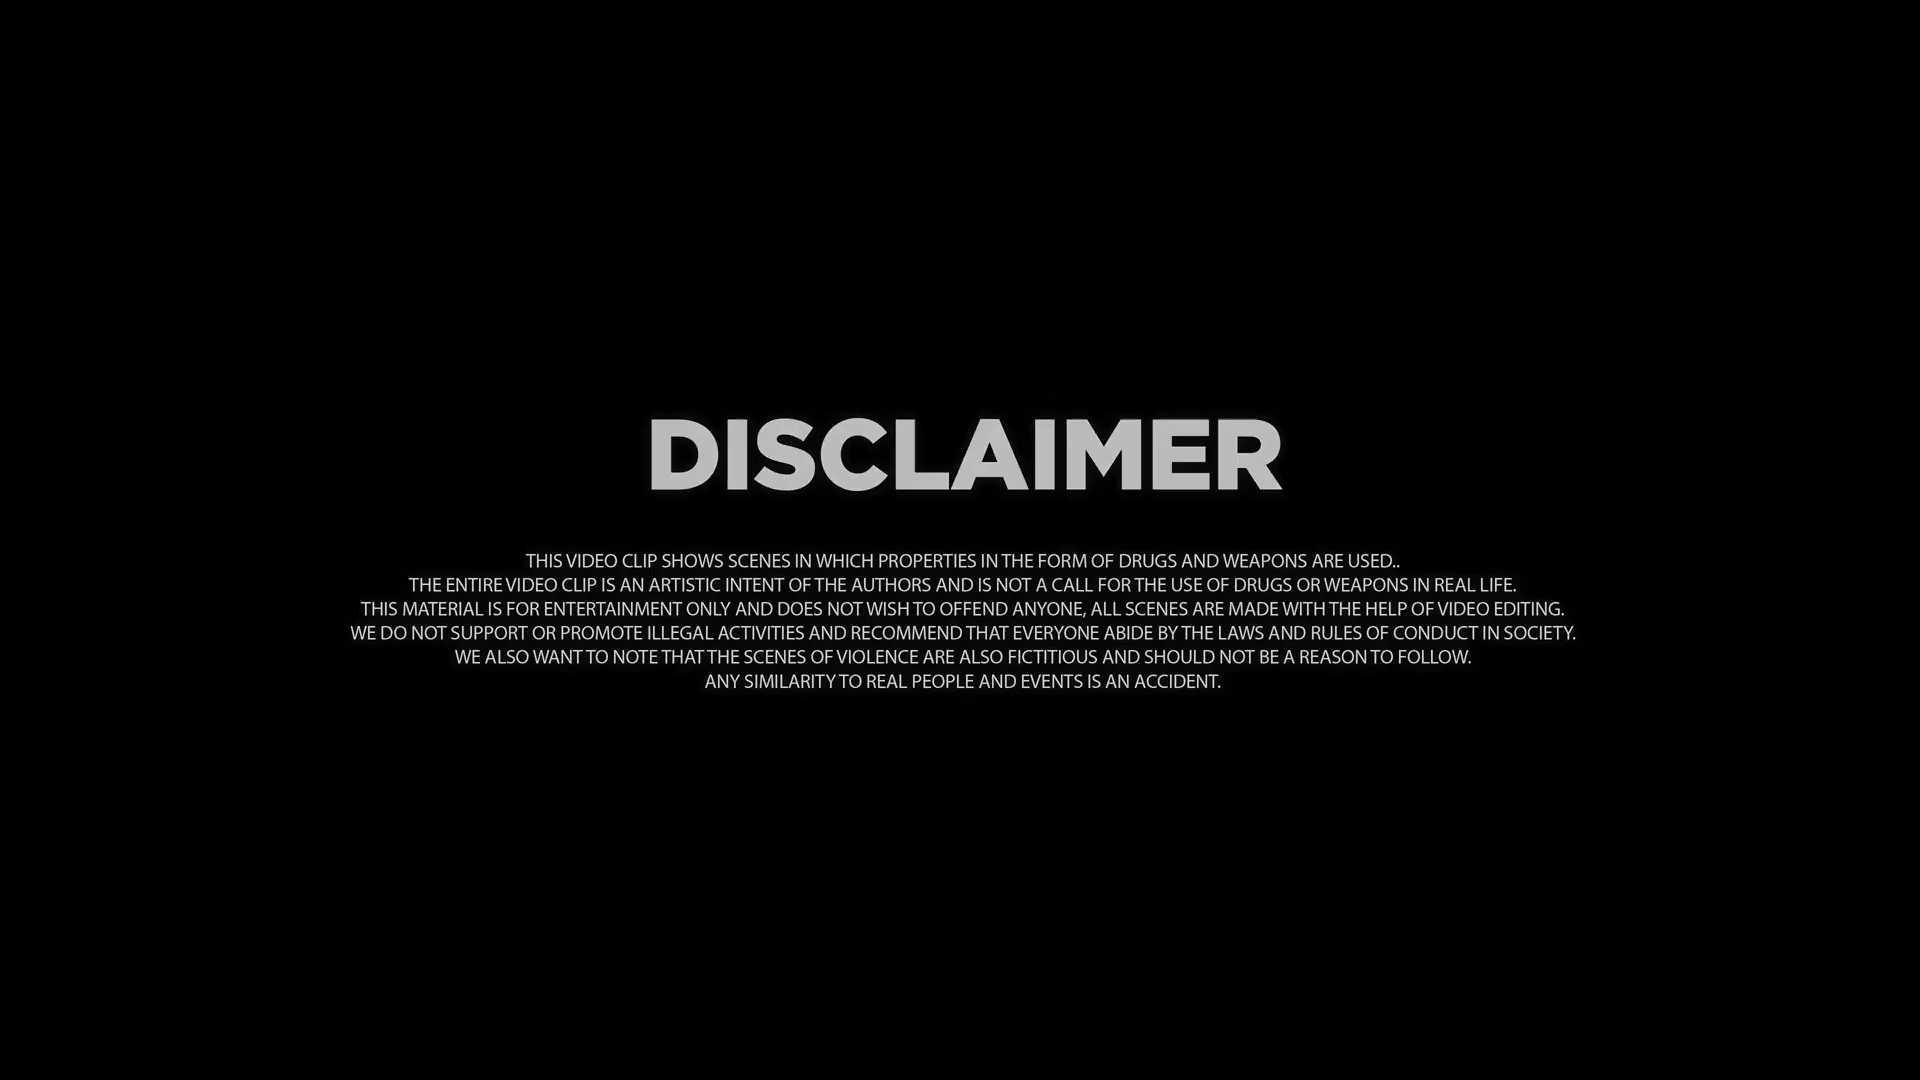 DISCLAIMER
THIS VIDEO CLIP SHOWS SCENES IN WHICH PROPERTIES IN THE FORM OF DRUGS AND WEAPONS ARE USED..
THE ENTIRE VIDEO CLIP IS AN ARTISTIC INTENT OF THE AUTHORS AND IS NOT A CALL FOR THE USE OF DRUGS OR WEAPONS IN REAL LIFE.
THIS MATERIAL IS FOR ENTERTAINMENT ONLY AND DOES NOT WISH TO OFFEND ANYONE, ALL SCENES ARE MADE WITH THE HELP OF VIDEO EDITING.
WE DO NOT SUPPORT OR PROMOTE ILLEGAL ACTIVITIES AND RECOMMEND THAT EVERYONE ABIDE BY THE LAWS AND RULES OF CONDUCT IN SOCIETY.
WE ALSO WANT TO NOTE THAT THE SCENES OF VIOLENCE ARE ALSO FICTITIOUS AND SHOULD NOT BE A REASON TO FOLLOW.
ANY SIMILARITY TO REAL PEOPLE AND EVENTS IS AN ACCIDENT.